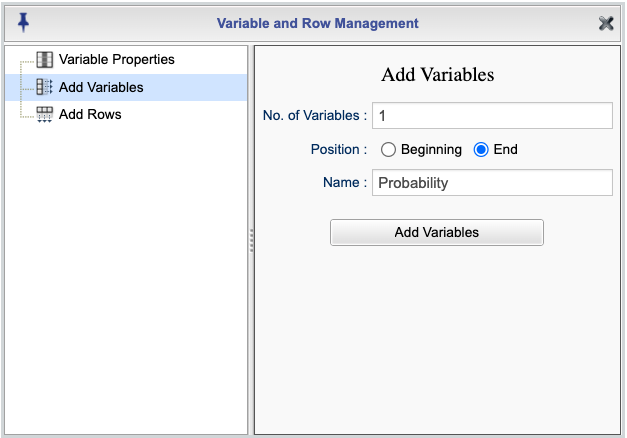 Variable and Row Management
Variable Properties
Add Variables
Add Rows
Add Variables
No. of Variables : 1
Position : Beginning End
Name : Probability
Add Variables